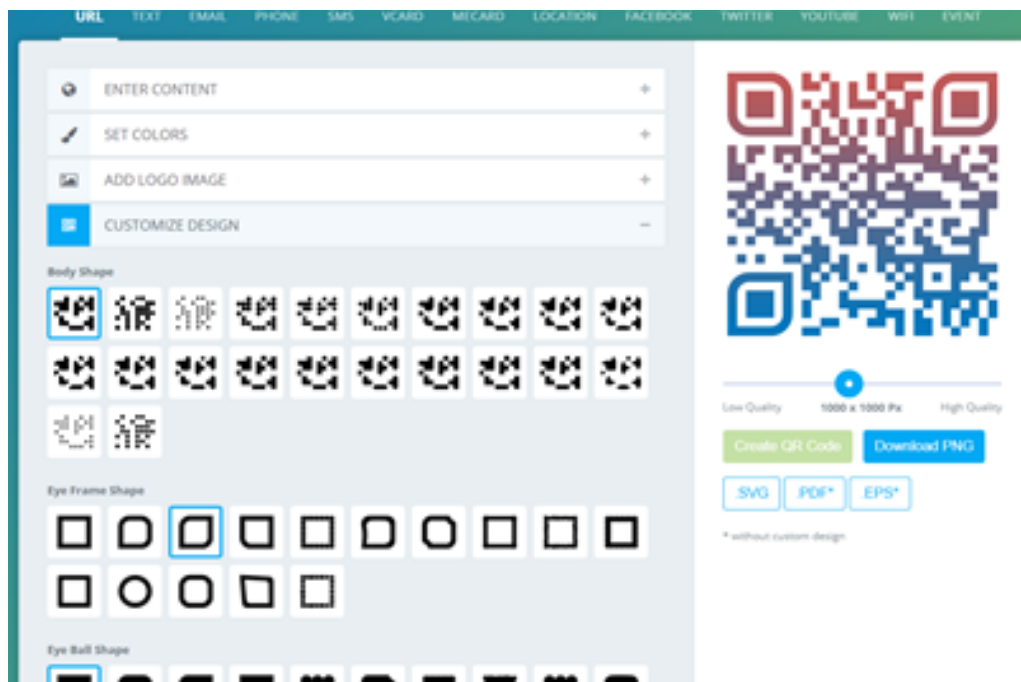 URL TEXT EMAIL PHONE SMS VCARD MECARD LOCATION FACEBOOK TWITTER YOUTUBE WIFI EVENT
ENTER CONTENT
SET COLORS
ADD LOGO IMAGE
CUSTOMIZE DESIGN
Body Shape
Eye Frame Shape
Eye Ball Shape
Low Quality 1000 x 1000 Px High Quality
Create QR Code Download PNG
.SVG .PDF* .EPS*
* without custom design